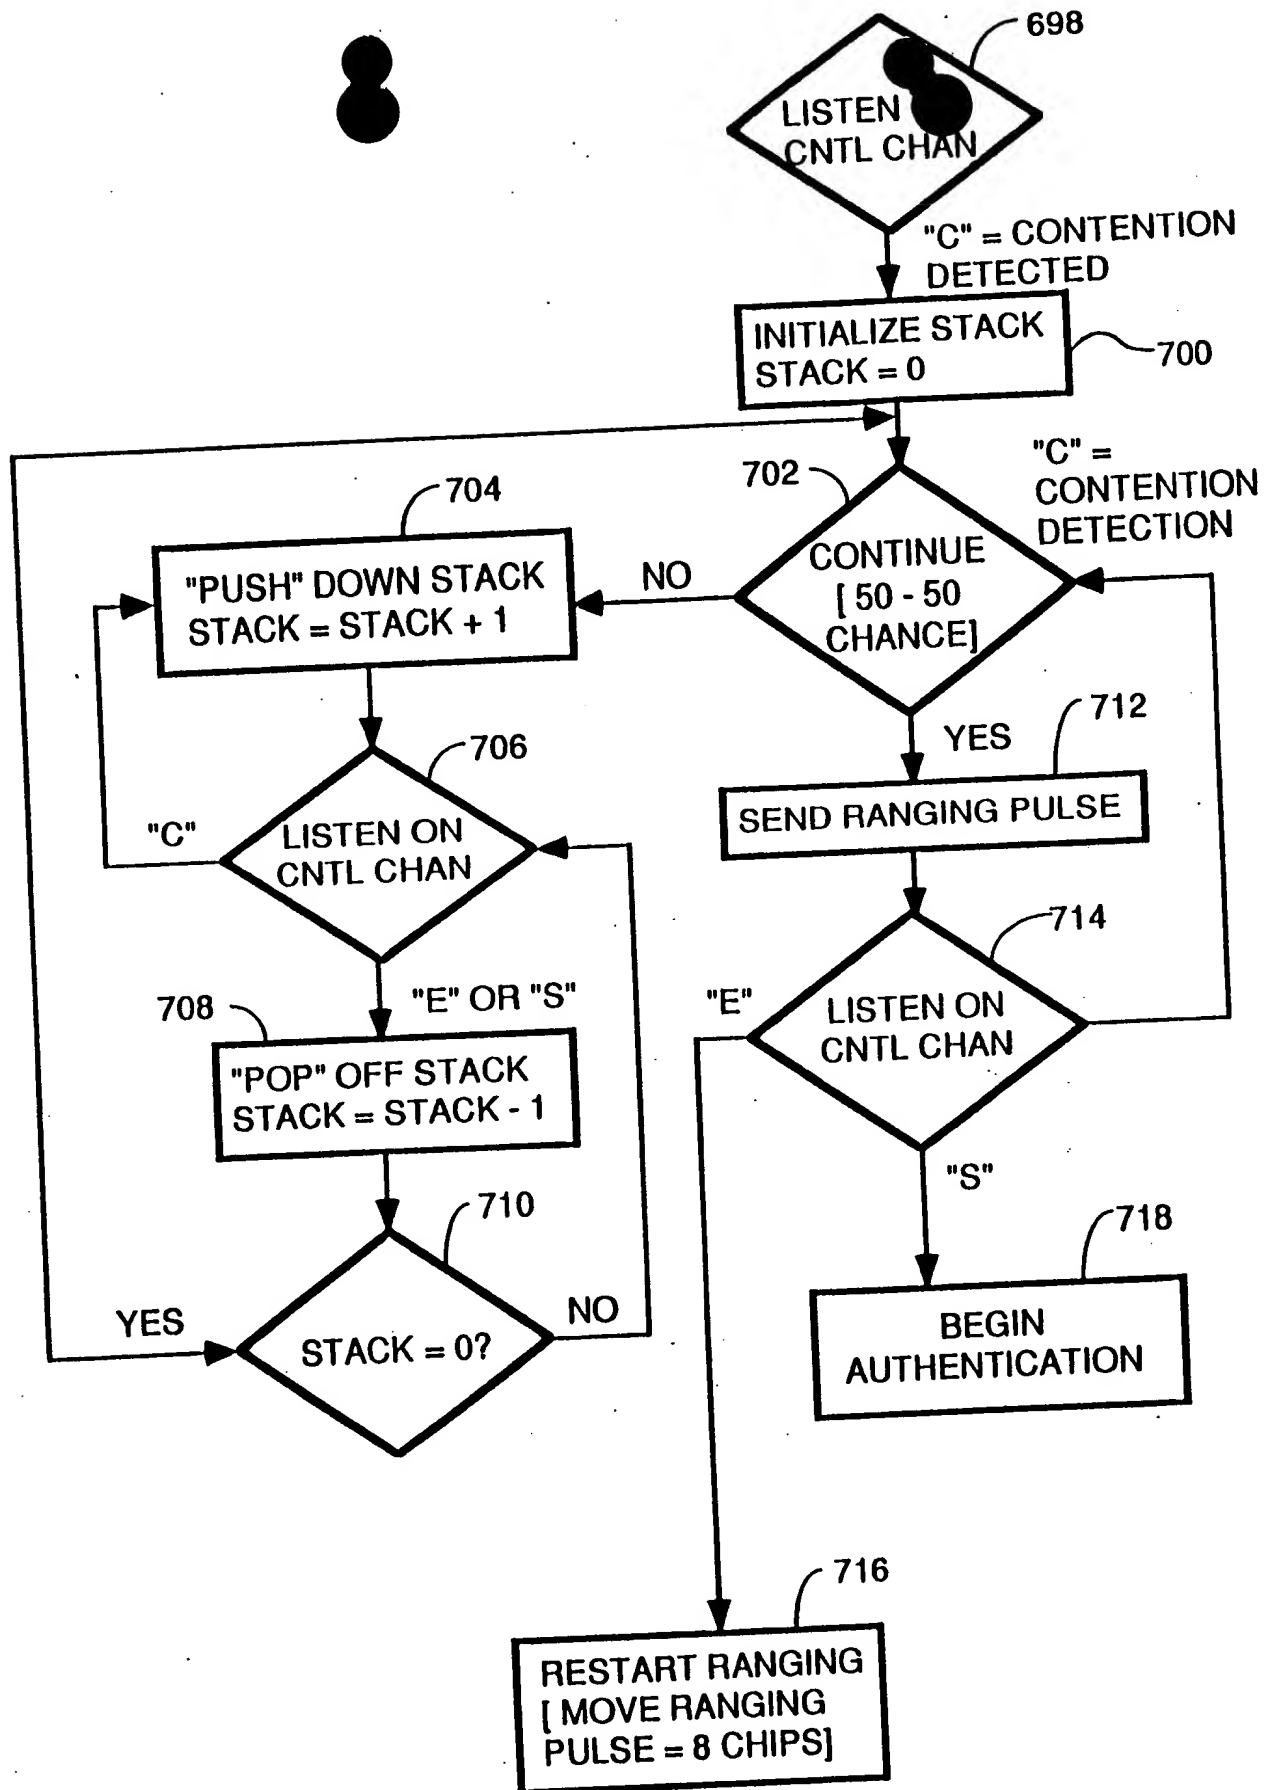 698
LISTEN
CNTL CHAN
"C" = CONTENTION
DETECTED
INITIALIZE STACK
STACK = 0
700
702
"C" =
CONTENTION
DETECTION
CONTINUE
[ 50 - 50
CHANCE]
NO
704
"PUSH" DOWN STACK
STACK = STACK + 1
706
"C"
LISTEN ON
CNTL CHAN
YES
712
SEND RANGING PULSE
714
"E"
LISTEN ON
CNTL CHAN
708
"E" OR "S"
"POP" OFF STACK
STACK = STACK - 1
"S"
710
YES
STACK = 0?
NO
718
BEGIN
AUTHENTICATION
716
RESTART RANGING
[ MOVE RANGING
PULSE = 8 CHIPS]